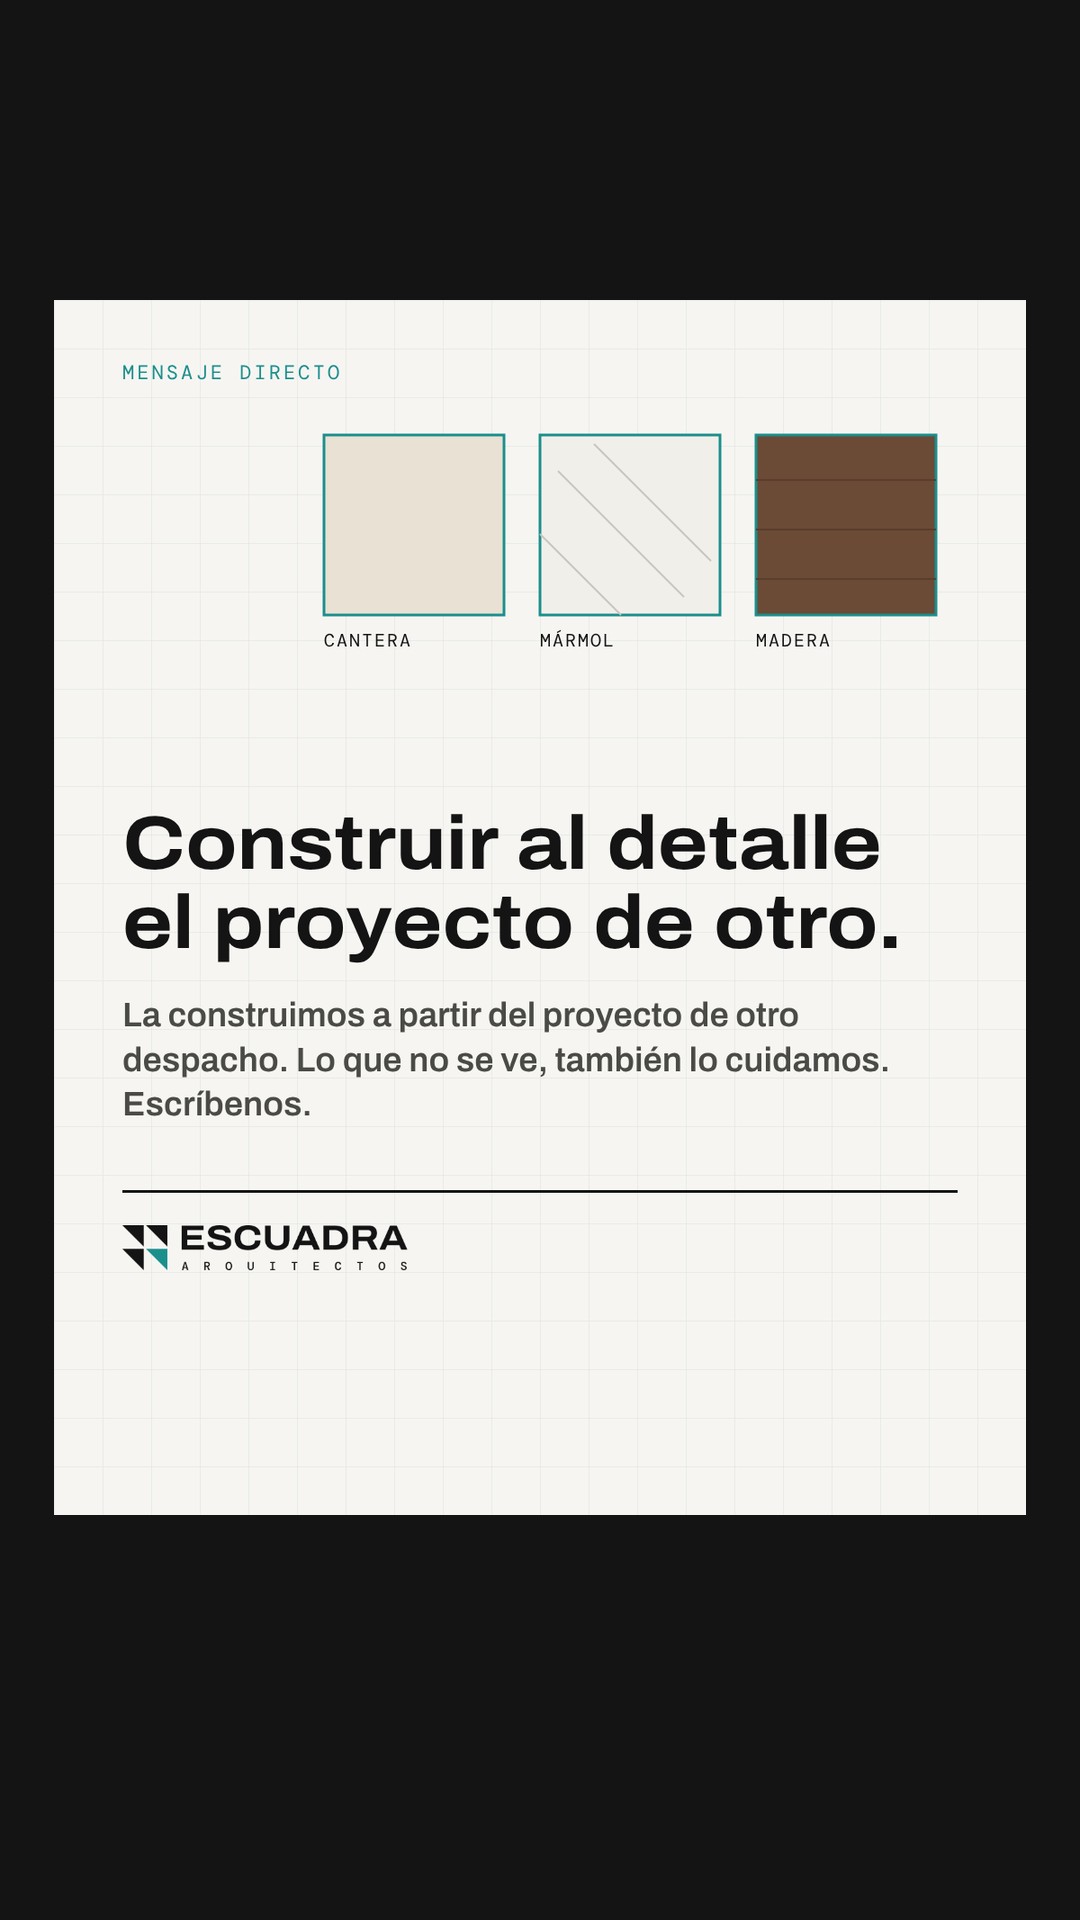 MENSAJE DIRECTO
CANTERA MÁRMOL MADERA
Construir al detalle
el proyecto de otro.
La construimos a partir del proyecto de otro
despacho. Lo que no se ve, también lo cuidamos.
Escríbenos.
ESCUADRA
ARQUITECTOS